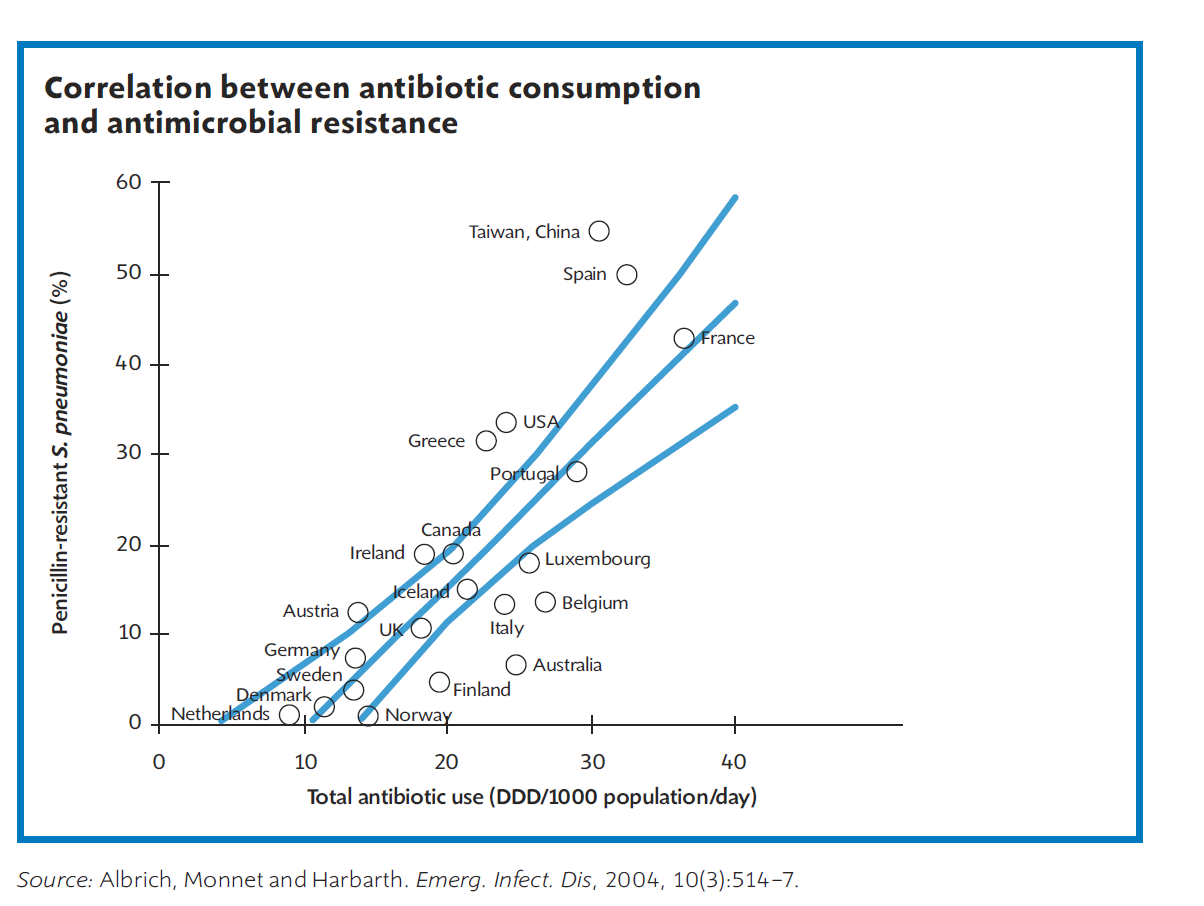 Correlation between antibiotic consumption
and antimicrobial resistance
60
50
40
30
20
10
0
Penicillin-resistant S. pneumoniae (%)
Taiwan, China
Spain
France
USA
Greece
Portugal
Canada
Ireland
Luxembourg
Iceland
Austria
Belgium
UK
Italy
Germany
Australia
Sweden
Finland
Denmark
Netherlands
Norway
0 10 20 30 40
Total antibiotic use (DDD/1000 population/day)
Source: Albrich, Monnet and Harbarth. Emerg. Infect. Dis, 2004, 10(3):514–7.